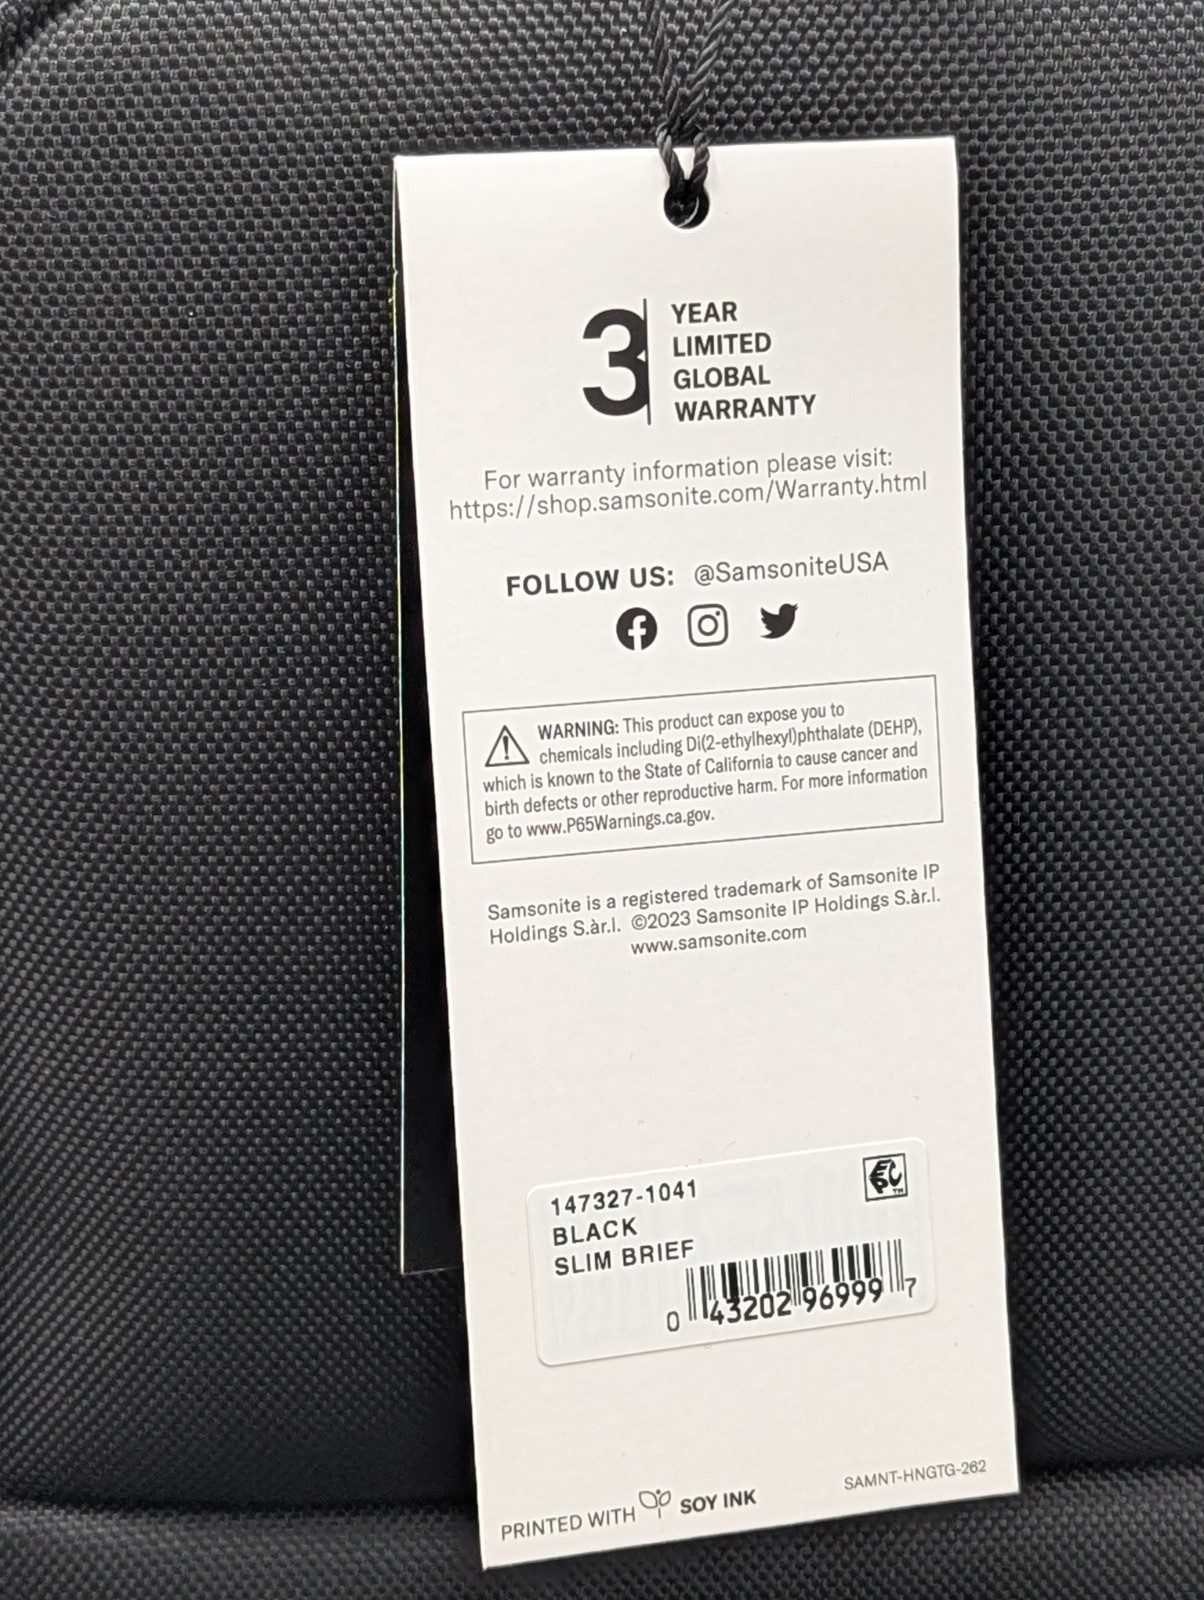 3 YEAR
LIMITED
GLOBAL
WARRANTY
For warranty information please visit:
https://shop.samsonite.com/Warranty.html
FOLLOW US: @SamsoniteUSA
WARNING: This product can expose you to
chemicals including Di(2-ethylhexyl)phthalate (DEHP),
which is known to the State of California to cause cancer and
birth defects or other reproductive harm. For more information
go to www.P65Warnings.ca.gov.
Samsonite is a registered trademark of Samsonite IP
Holdings S.àr.l. ©2023 Samsonite IP Holdings S.àr.l.
www.samsonite.com
147327-1041
BLACK
SLIM BRIEF
EPC™
0 43202 96999 7
PRINTED WITH SOY INK
SAMNT-HNGTG-262